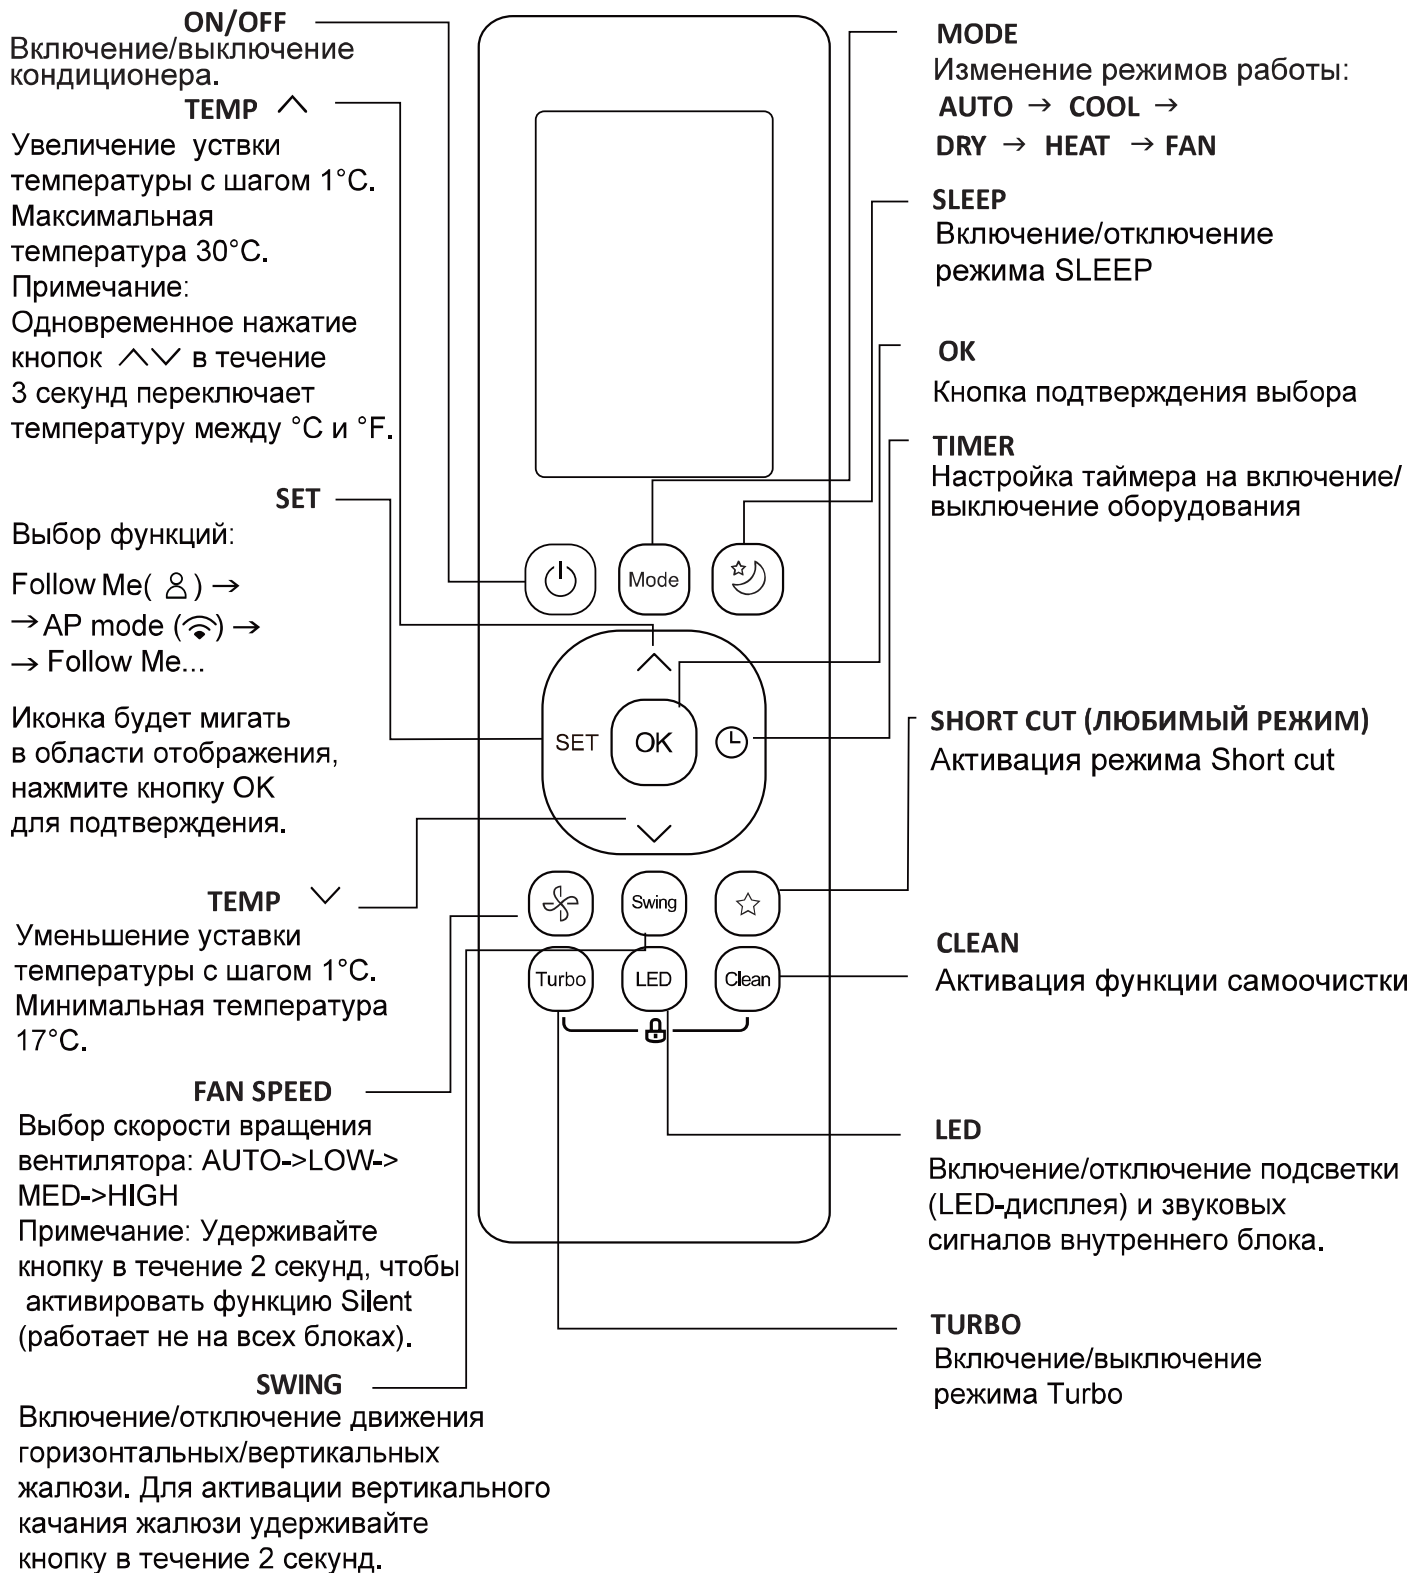 ON/OFF
Включение/выключение
кондиционера.
TEMP ︿
Увеличение уствки
температуры с шагом 1°C.
Максимальная
температура 30°C.
Примечание:
Одновременное нажатие
кнопок ︿﹀ в течение
3 секунд переключает
температуру между °C и °F.
SET
Выбор функций:
Follow Me( ) →
→ AP mode ( ) →
→ Follow Me...
Иконка будет мигать
в области отображения,
нажмите кнопку OK
для подтверждения.
TEMP ﹀
Уменьшение уставки
температуры с шагом 1°C.
Минимальная температура
17°C.
FAN SPEED
Выбор скорости вращения
вентилятора: AUTO->LOW->
MED->HIGH
Примечание: Удерживайте
кнопку в течение 2 секунд, чтобы
активировать функцию Silent
(работает не на всех блоках).
SWING
Включение/отключение движения
горизонтальных/вертикальных
жалюзи. Для активации вертикального
качания жалюзи удерживайте
кнопку в течение 2 секунд.
Mode
SET
OK
Swing
Turbo
LED
Clean
MODE
Изменение режимов работы:
AUTO → COOL →
DRY → HEAT → FAN
SLEEP
Включение/отключение
режима SLEEP
OK
Кнопка подтверждения выбора
TIMER
Настройка таймера на включение/
выключение оборудования
SHORT CUT (ЛЮБИМЫЙ РЕЖИМ)
Активация режима Short cut
CLEAN
Активация функции самоочистки
LED
Включение/отключение подсветки
(LED-дисплея) и звуковых
сигналов внутреннего блока.
TURBO
Включение/выключение
режима Turbo